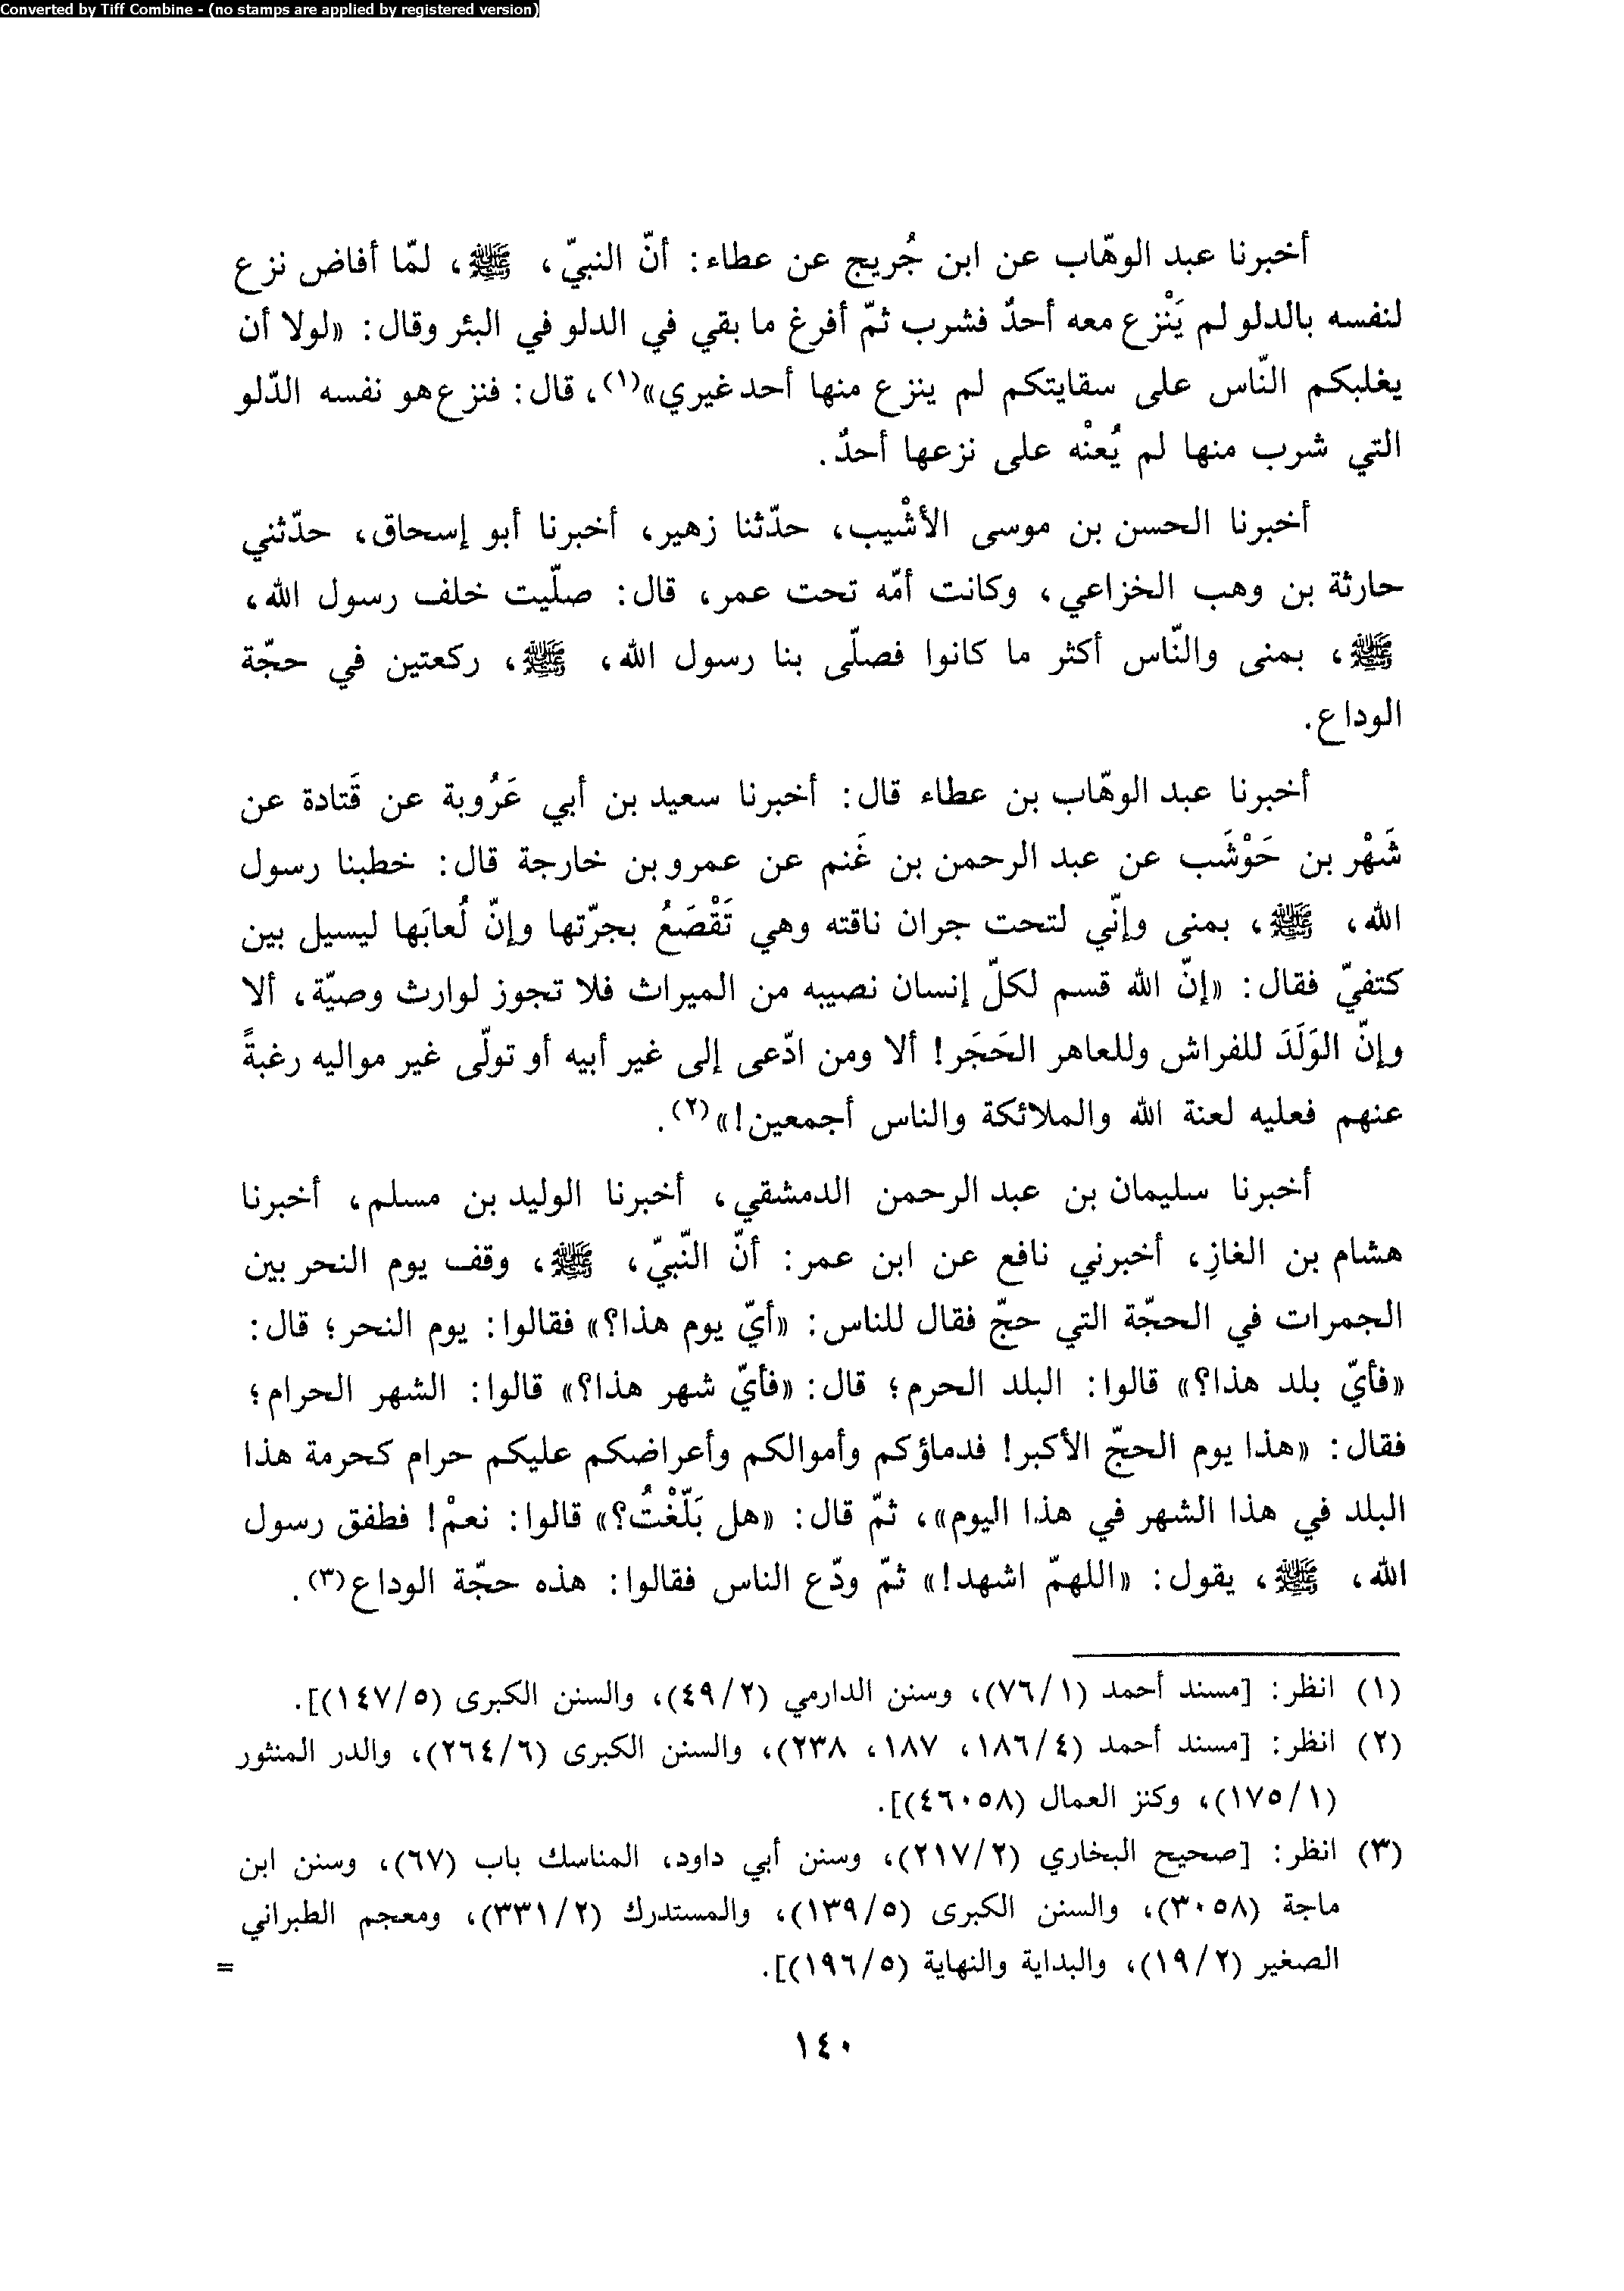 Converted by Tiff Combine - (no stamps are applied by registered version)
أخبرنا عبد الوهّاب عن ابن جُريج عن عطاء: أنّ النبيّ، ﷺ، لمّا أفاض نزع
لنفسه بالدلو لم يَنْزع معه أحدٌ فشرب ثمّ أفرغ ما بقي في الدلو في البئر وقال: «لولا أن
يغلبكم النّاس على سقايتكم لم ينزع منها أحد غيري»(١)، قال: فنزع هو نفسه الدّلو
التي شرب منها لم يُعنْه على نزعها أحدٌ.
أخبرنا الحسن بن موسى الأشْيب، حدّثنا زهير، أخبرنا أبو إسحاق، حدّثني
حارثة بن وهب الخزاعي، وكانت أمّه تحت عمر، قال: صلّيت خلف رسول الله،
ﷺ، بمنى والنّاس أكثر ما كانوا فصلّى بنا رسول الله، ﷺ، ركعتين في حجّة
الوداع.
أخبرنا عبد الوهّاب بن عطاء قال: أخبرنا سعيد بن أبي عَرُوبة عن قَتادة عن
شَهْر بن حَوْشَب عن عبد الرحمن بن غَنم عن عمرو بن خارجة قال: خطبنا رسول
الله، ﷺ، بمنى وإنّي لتحت جران ناقته وهي تَقْصَعُ بجرّتها وإنّ لُعابَها ليسيل بين
كتفيّ فقال: «إنّ الله قسم لكلّ إنسان نصيبه من الميراث فلا تجوز لوارث وصيّة، ألا
وإنّ الوَلَدَ للفراش وللعاهر الحَجَر! ألا ومن ادّعى إلى غير أبيه أو تولّى غير مواليه رغبةً
عنهم فعليه لعنة الله والملائكة والناس أجمعين!»(٢).
أخبرنا سليمان بن عبد الرحمن الدمشقي، أخبرنا الوليد بن مسلم، أخبرنا
هشام بن الغازِ، أخبرني نافع عن ابن عمر: أنّ النّبيّ، ﷺ، وقف يوم النحر بين
الجمرات في الحجّة التي حجّ فقال للناس: «أيّ يوم هذا؟» فقالوا: يوم النحر؛ قال:
«فأيّ بلد هذا؟» قالوا: البلد الحرم؛ قال: «فأيّ شهر هذا؟» قالوا: الشهر الحرام؛
فقال: «هذا يوم الحجّ الأكبر! فدماؤكم وأموالكم وأعراضكم عليكم حرام كحرمة هذا
البلد في هذا الشهر في هذا اليوم»، ثمّ قال: «هل بَلّغْتُ؟» قالوا: نعمْ! فطفق رسول
الله، ﷺ، يقول: «اللهمّ اشهد!» ثمّ ودّع الناس فقالوا: هذه حجّة الوداع(٣).
(١) انظر: [مسند أحمد (٧٦/١)، وسنن الدارمي (٤٩/٢)، والسنن الكبرى (١٤٧/٥)].
(٢) انظر: [مسند أحمد (١٨٦/٤، ١٨٧، ٢٣٨)، والسنن الكبرى (٢٦٤/٦)، والدر المنثور
(١٧٥/١)، وكنز العمال (٤٦٠٥٨)].
(٣) انظر: [صحيح البخاري (٢١٧/٢)، وسنن أبي داود، المناسك باب (٦٧)، وسنن ابن
ماجة (٣٠٥٨)، والسنن الكبرى (١٣٩/٥)، والمستدرك (٣٣١/٢)، ومعجم الطبراني
الصغير (١٩/٢)، والبداية والنهاية (١٩٦/٥)]. =
١٤٠